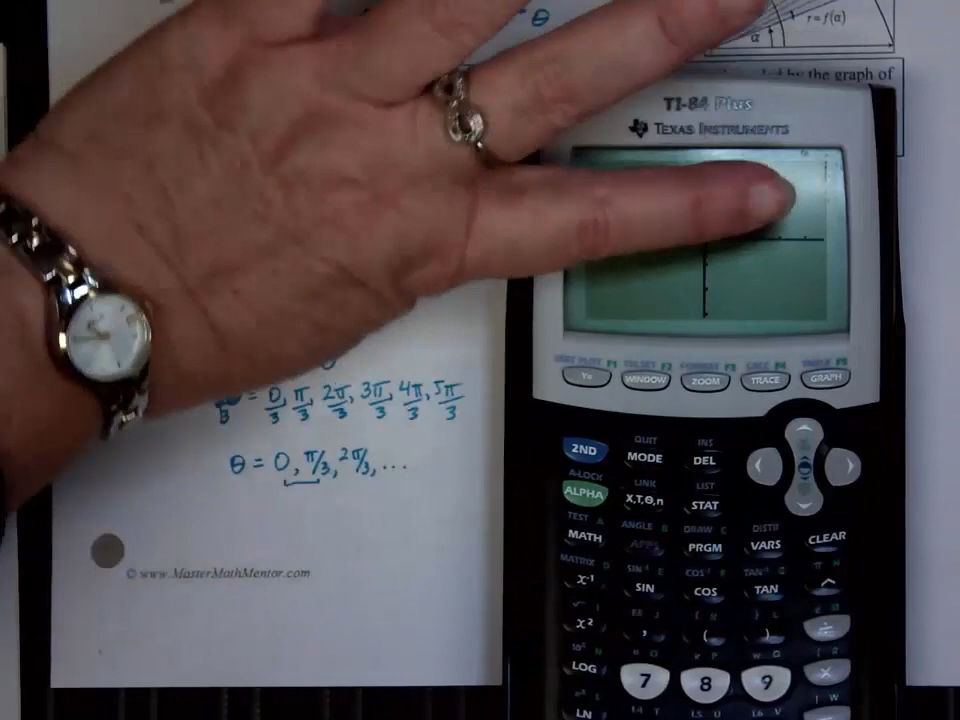 θ
r = f(α)
α
by the graph of
TI-84 Plus
TEXAS INSTRUMENTS
STAT PLOT F1 TBLSET F2 FORMAT F3 CALC F4 TABLE F5
Y= WINDOW ZOOM TRACE GRAPH
= 0/3, π/3, 2π/3, 3π/3, 4π/3, 5π/3
θ = 0, π/3, 2π/3, ...
© www.MasterMathMentor.com
QUIT INS
2ND MODE DEL
A-LOCK LINK LIST
ALPHA X,T,θ,n STAT
TEST A ANGLE B DRAW C DISTR
MATH APPS PRGM VARS CLEAR
MATRIX D SIN⁻¹ E COS⁻¹ F TAN⁻¹ G π H
x⁻¹ SIN COS TAN ^
x² , ( ) ÷
LOG 7 8 9 ×
LN